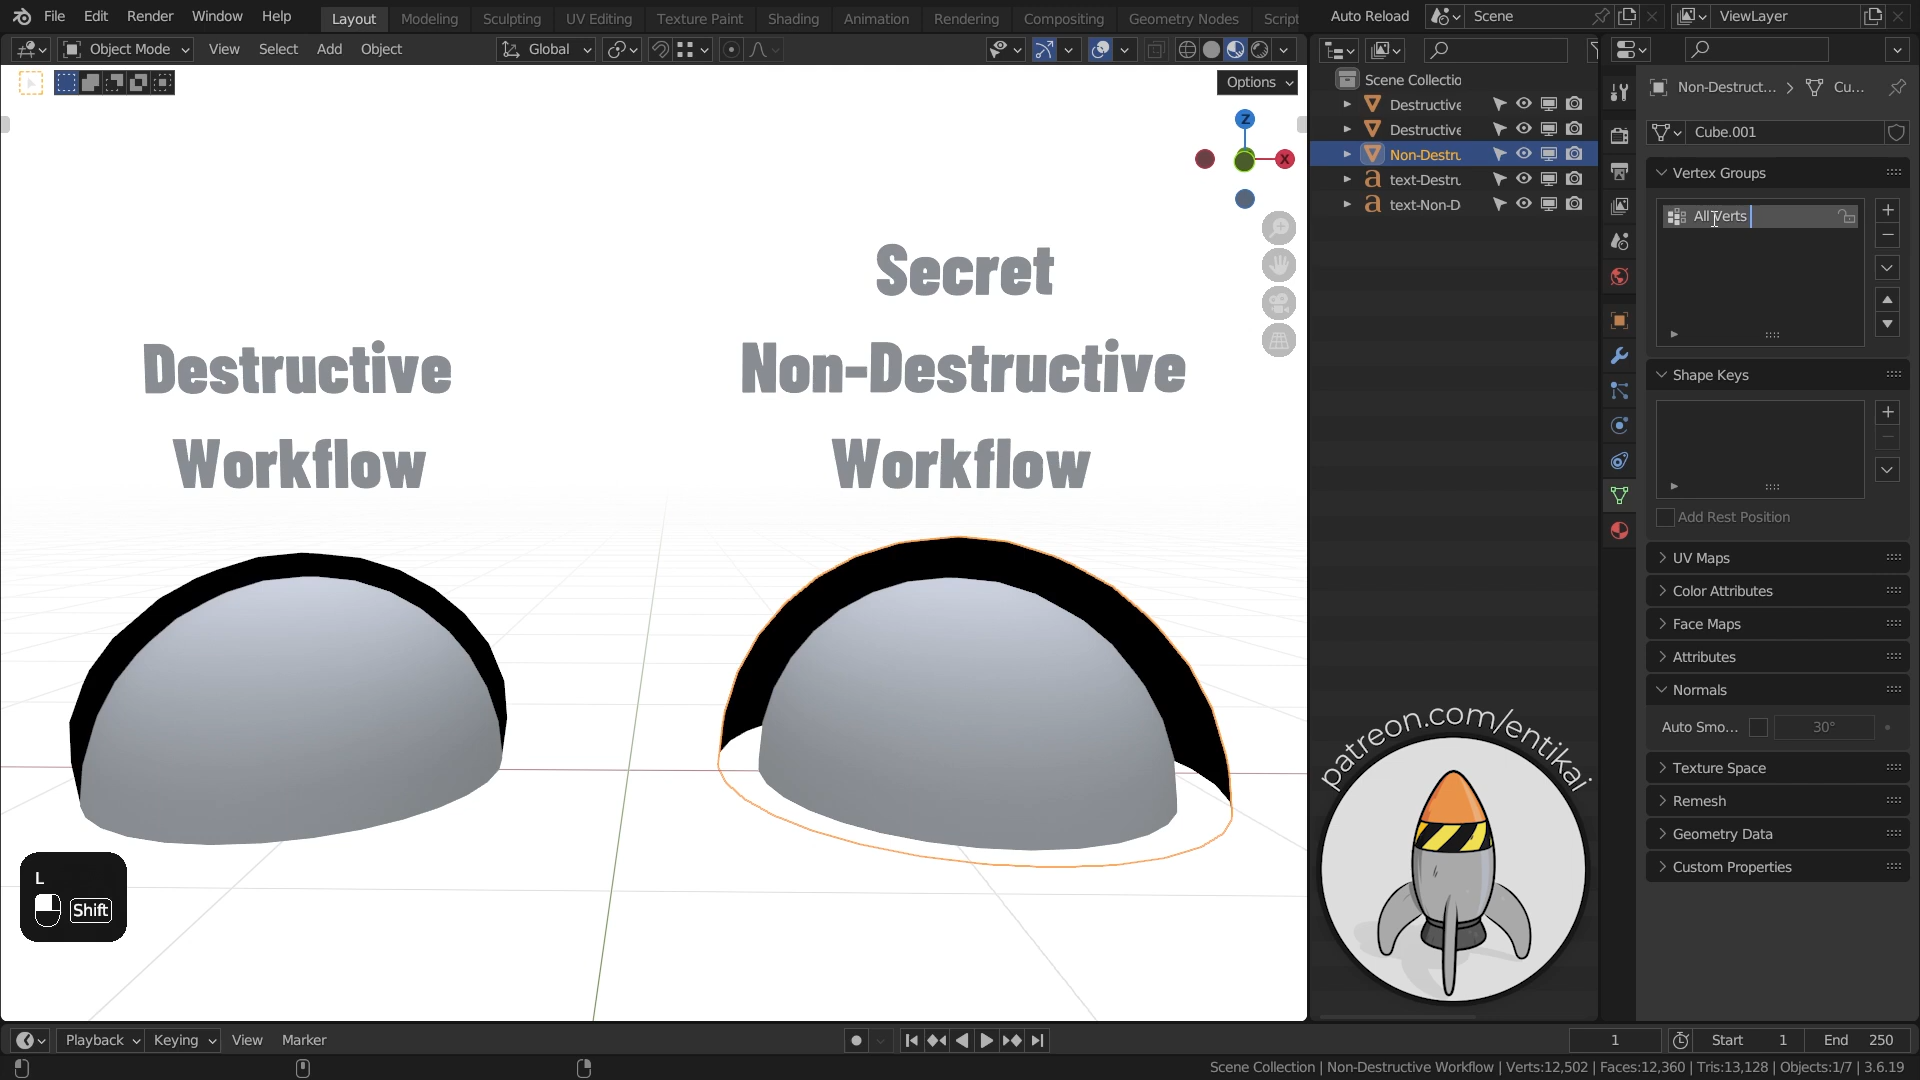 File Edit Render Window Help Layout Modeling Sculpting UV Editing Texture Paint Shading Animation Rendering Compositing Geometry Nodes Script Auto Reload Scene ViewLayer
Object Mode View Select Add Object Global
Options
Z
X
Secret
Non-Destructive
Workflow
Destructive
Workflow
L
Shift
Scene Collectio
Destructive
Destructive
Non-Destru
a text-Destru
a text-Non-D
patreon.com/entikai
Non-Destruct... > Cu...
Cube.001
Vertex Groups
All Verts
Shape Keys
Add Rest Position
UV Maps
Color Attributes
Face Maps
Attributes
Normals
Auto Smo... 30°
Texture Space
Remesh
Geometry Data
Custom Properties
Playback Keying View Marker 1 Start 1 End 250
Scene Collection | Non-Destructive Workflow | Verts:12,502 | Faces:12,360 | Tris:13,128 | Objects:1/7 | 3.6.19